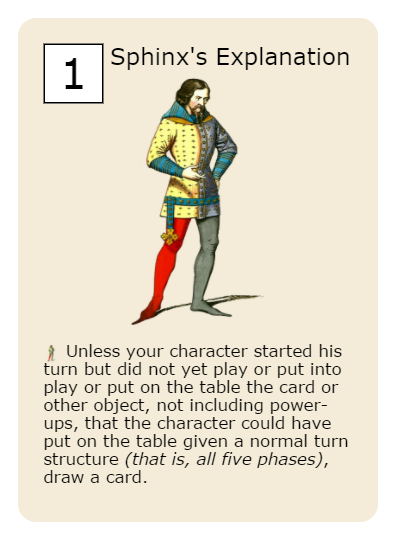 1
Sphinx's Explanation
Unless your character started his
turn but did not yet play or put into
play or put on the table the card or
other object, not including power-
ups, that the character could have
put on the table given a normal turn
structure (that is, all five phases),
draw a card.